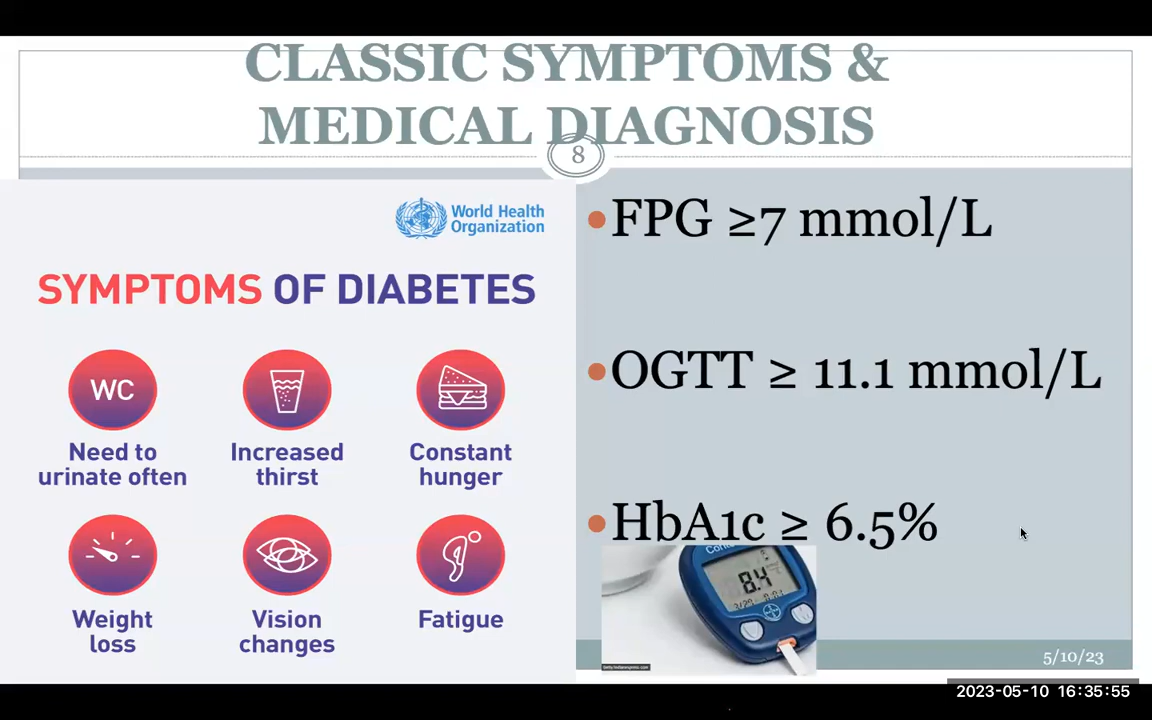 CLASSIC SYMPTOMS &
MEDICAL DIAGNOSIS
8
World Health
Organization
SYMPTOMS OF DIABETES
WC
Need to
urinate often
Increased
thirst
Constant
hunger
Weight
loss
Vision
changes
Fatigue
•FPG ≥7 mmol/L
•OGTT ≥ 11.1 mmol/L
•HbA1c ≥ 6.5%
8.4
5/10/23
2023-05-10 16:35:55